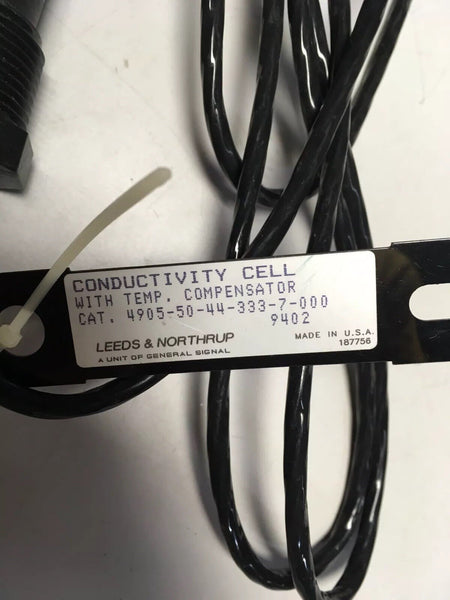 CONDUCTIVITY CELL
WITH TEMP. COMPENSATOR
CAT. 4905-50-44-333-7-000
9402
LEEDS & NORTHRUP
A UNIT OF GENERAL SIGNAL
MADE IN U.S.A.
187756